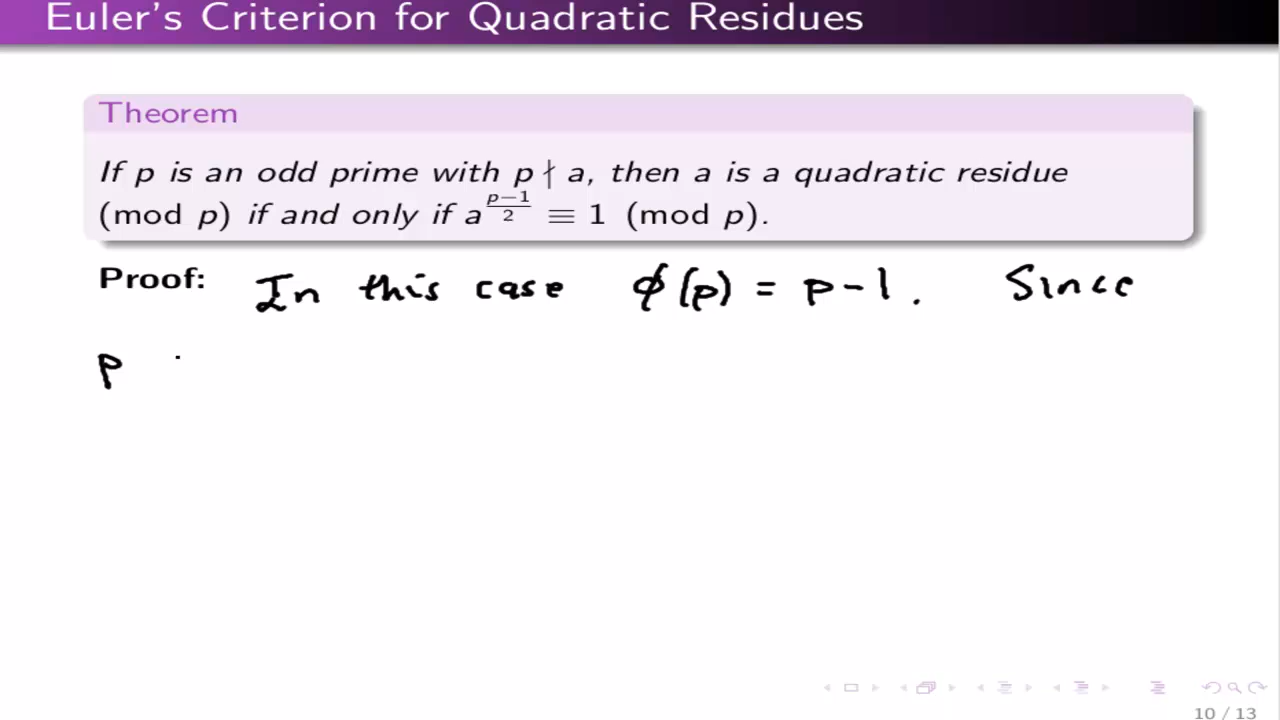 Euler's Criterion for Quadratic Residues
Theorem
If p is an odd prime with p ∤ a, then a is a quadratic residue
(mod p) if and only if a^{\frac{p−1}{2}} ≡ 1 (mod p).
Proof: In this case ϕ(p) = p-1. Since
p
10 / 13